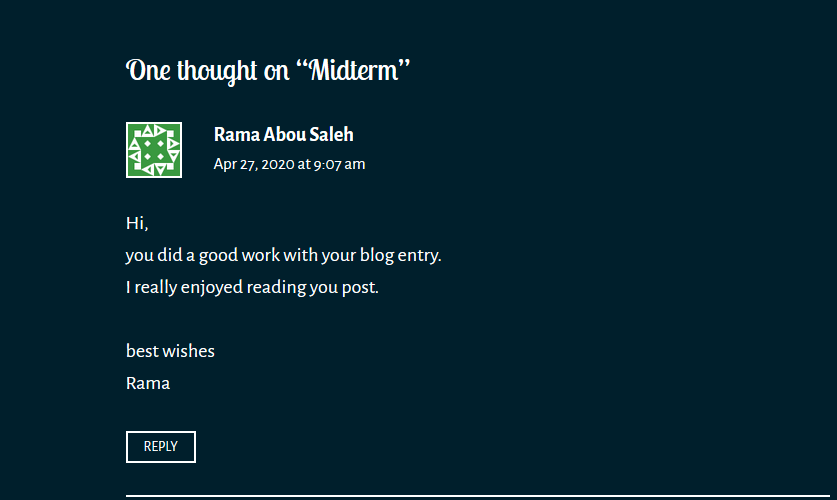 One thought on “Midterm”
Rama Abou Saleh
Apr 27, 2020 at 9:07 am
Hi,
you did a good work with your blog entry.
I really enjoyed reading you post.
best wishes
Rama
REPLY